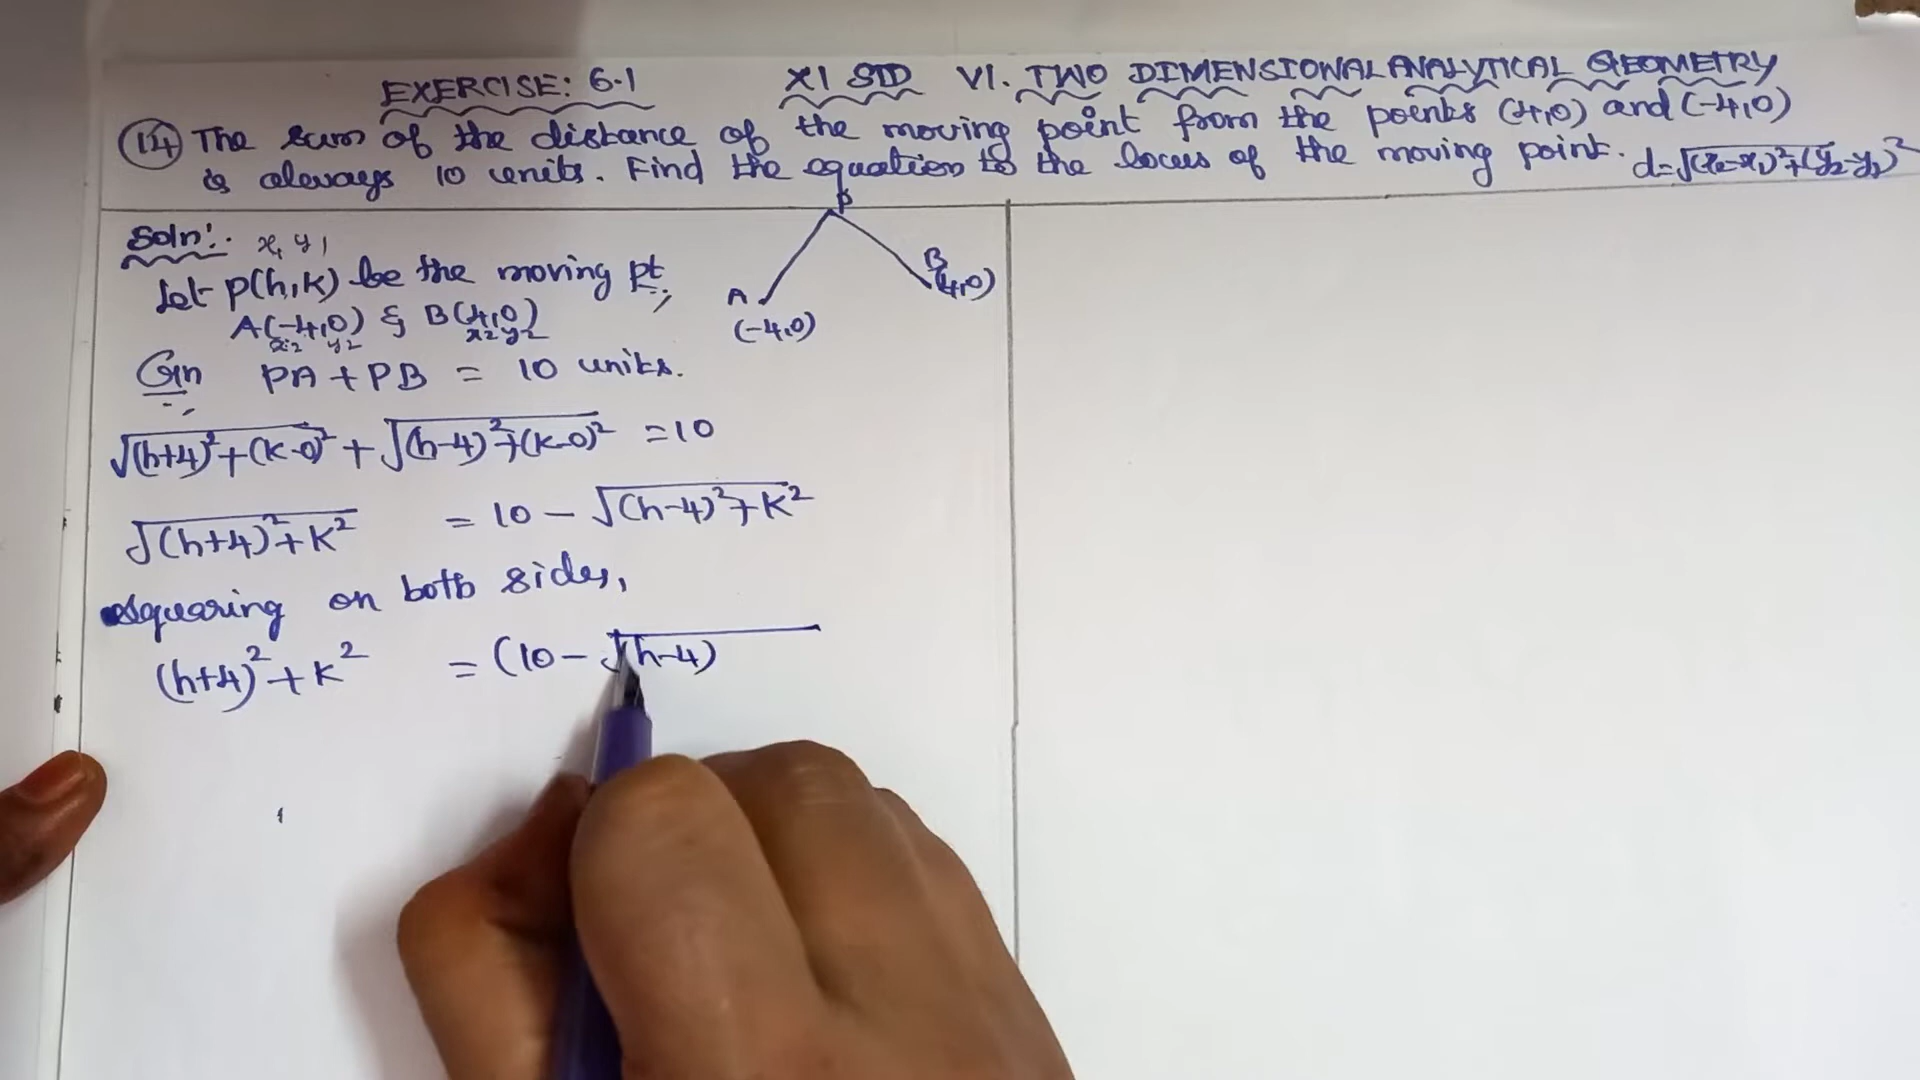 EXERCISE: 6.1 XI STD VI. TWO DIMENSIONAL ANALYTICAL GEOMETRY
(14) The sum of the distance of the moving point from the points (4,0) and (-4,0)
is always 10 units. Find the equation to the locus of the moving point. d=√(x₂-x₁)²+(y₂-y₁)²
Soln:. x₁ y₁
Let P(h,k) be the moving pt,
A(-4,0) & B(4,0)
x₂ y₂ x₂ y₂
P
A
(-4,0)
B
(4,0)
Gn PA + PB = 10 units.
√(h+4)²+(k-0)² + √(h-4)²+(k-0)² = 10
√(h+4)²+k² = 10 - √(h-4)²+k²
Squaring on both sides,
(h+4)²+k² = (10 - √(h-4)